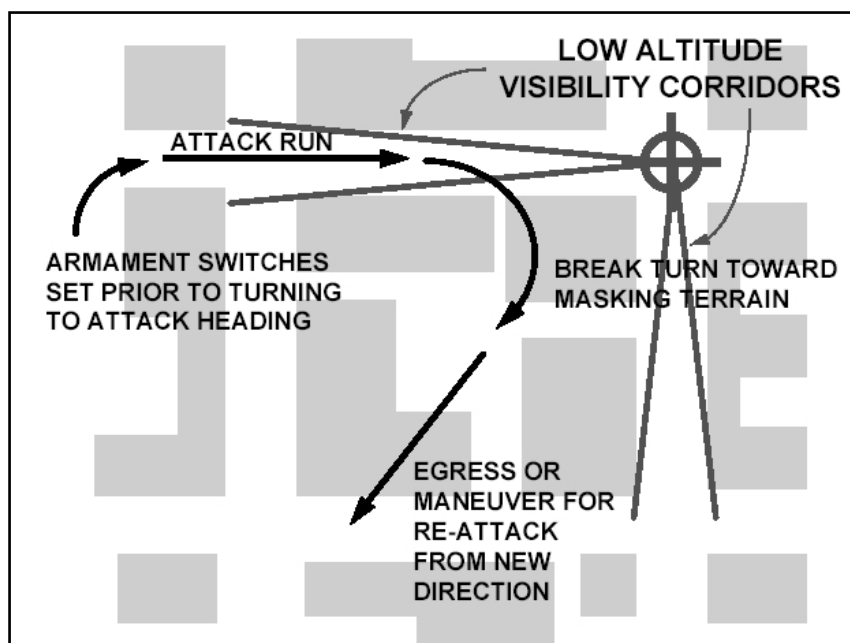 LOW ALTITUDE
VISIBILITY CORRIDORS
ATTACK RUN
ARMAMENT SWITCHES
SET PRIOR TO TURNING
TO ATTACK HEADING
BREAK TURN TOWARD
MASKING TERRAIN
EGRESS OR
MANEUVER FOR
RE-ATTACK
FROM NEW
DIRECTION